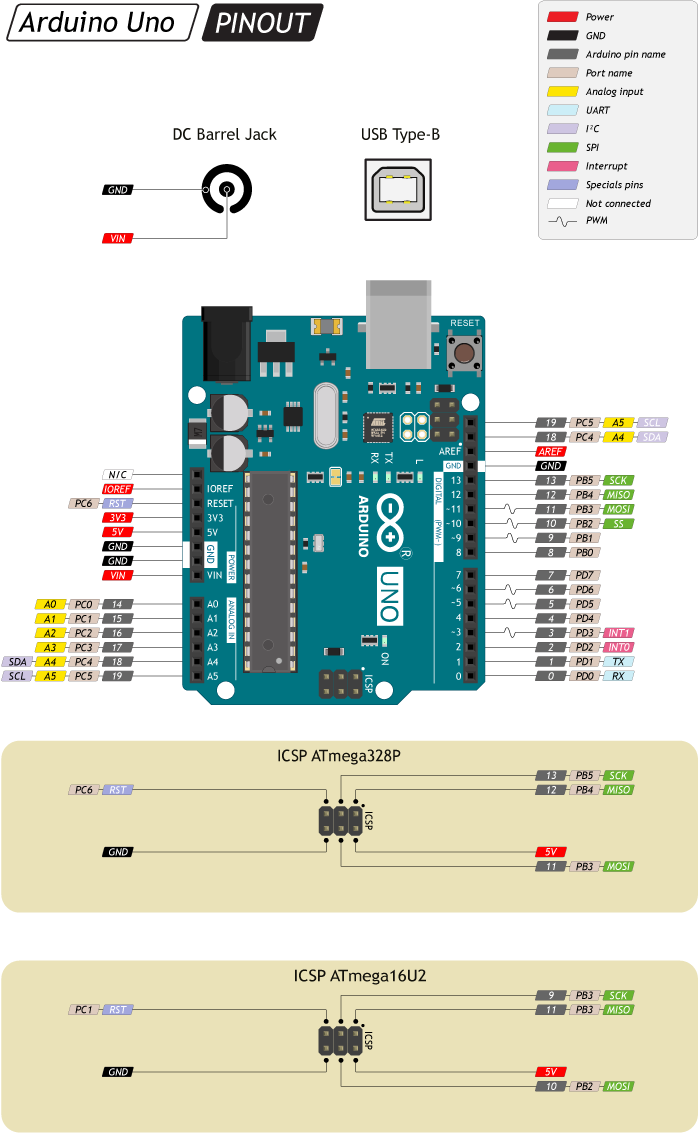 Arduino Uno PINOUT
Power
GND
Arduino pin name
Port name
Analog input
UART
I²C
SPI
Interrupt
Specials pins
Not connected
PWM
DC Barrel Jack
USB Type-B
GND
VIN
RESET
AREF
GND
13
12
~11
~10
~9
8
7
~6
~5
4
~3
2
1
0
DIGITAL
(PWM~)
TX
RX
L
ARDUINO
R
UNO
ON
ICSP
IOREF
RESET
3V3
5V
GND
VIN
POWER
A0
A1
A2
A3
A4
A5
ANALOG IN
N/C
IOREF
PC6 RST
3V3
5V
GND
GND
VIN
A0 PC0 14
A1 PC1 15
A2 PC2 16
A3 PC3 17
SDA A4 PC4 18
SCL A5 PC5 19
19 PC5 A5 SCL
18 PC4 A4 SDA
AREF
GND
13 PB5 SCK
12 PB4 MISO
11 PB3 MOSI
10 PB2 SS
9 PB1
8 PB0
7 PD7
6 PD6
5 PD5
4 PD4
3 PD3 INT1
2 PD2 INT0
1 PD1 TX
0 PD0 RX
ICSP ATmega328P
PC6 RST
GND
ICSP
13 PB5 SCK
12 PB4 MISO
5V
11 PB3 MOSI
ICSP ATmega16U2
PC1 RST
GND
ICSP
9 PB3 SCK
11 PB3 MISO
5V
10 PB2 MOSI